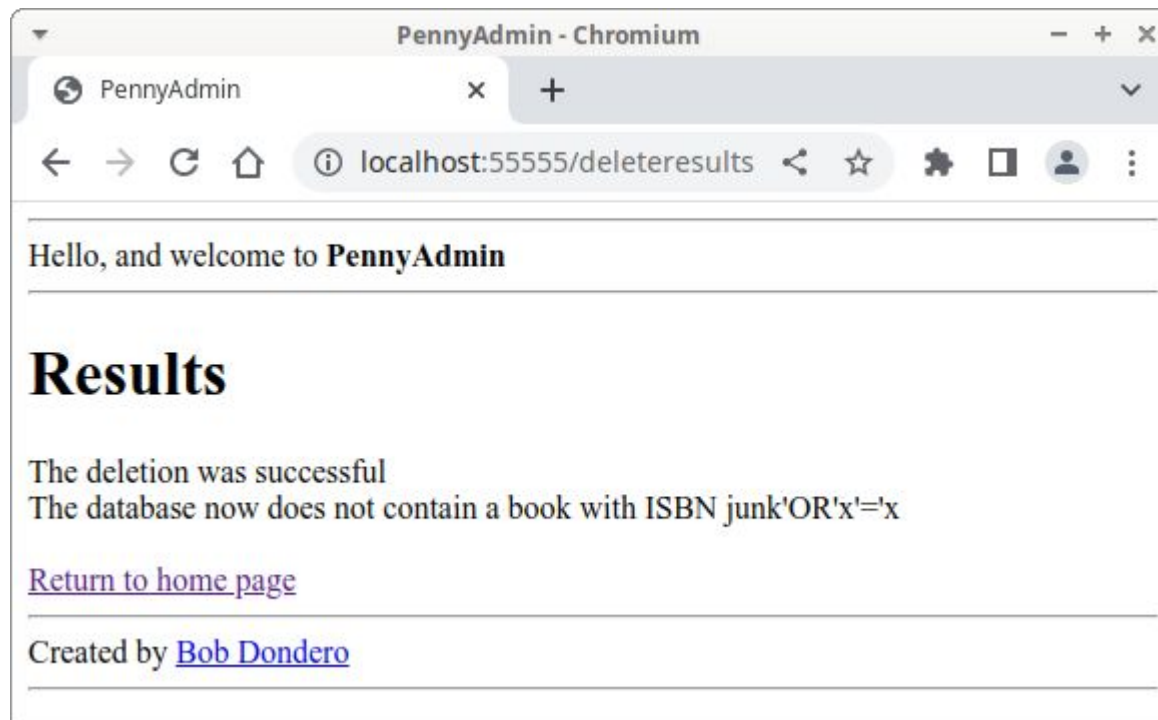 PennyAdmin - Chromium
PennyAdmin
localhost:55555/deleteresults
Hello, and welcome to PennyAdmin
Results
The deletion was successful
The database now does not contain a book with ISBN junk'OR'x'='x
Return to home page
Created by Bob Dondero